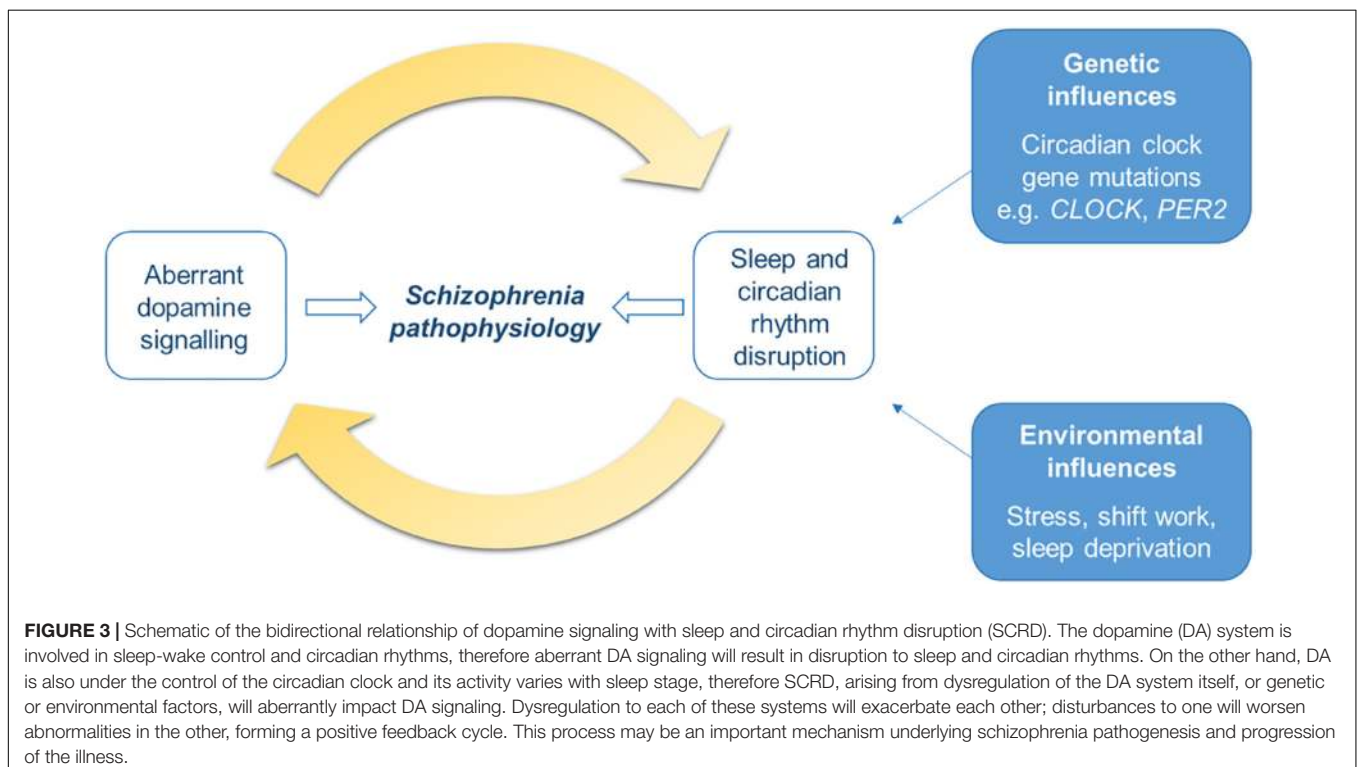 Genetic
influences
Circadian clock
gene mutations
e.g. CLOCK, PER2
Aberrant
dopamine
signalling
Schizophrenia
pathophysiology
Sleep and
circadian
rhythm
disruption
Environmental
influences
Stress, shift work,
sleep deprivation
FIGURE 3 | Schematic of the bidirectional relationship of dopamine signaling with sleep and circadian rhythm disruption (SCRD). The dopamine (DA) system is
involved in sleep-wake control and circadian rhythms, therefore aberrant DA signaling will result in disruption to sleep and circadian rhythms. On the other hand, DA
is also under the control of the circadian clock and its activity varies with sleep stage, therefore SCRD, arising from dysregulation of the DA system itself, or genetic
or environmental factors, will aberrantly impact DA signaling. Dysregulation to each of these systems will exacerbate each other; disturbances to one will worsen
abnormalities in the other, forming a positive feedback cycle. This process may be an important mechanism underlying schizophrenia pathogenesis and progression
of the illness.